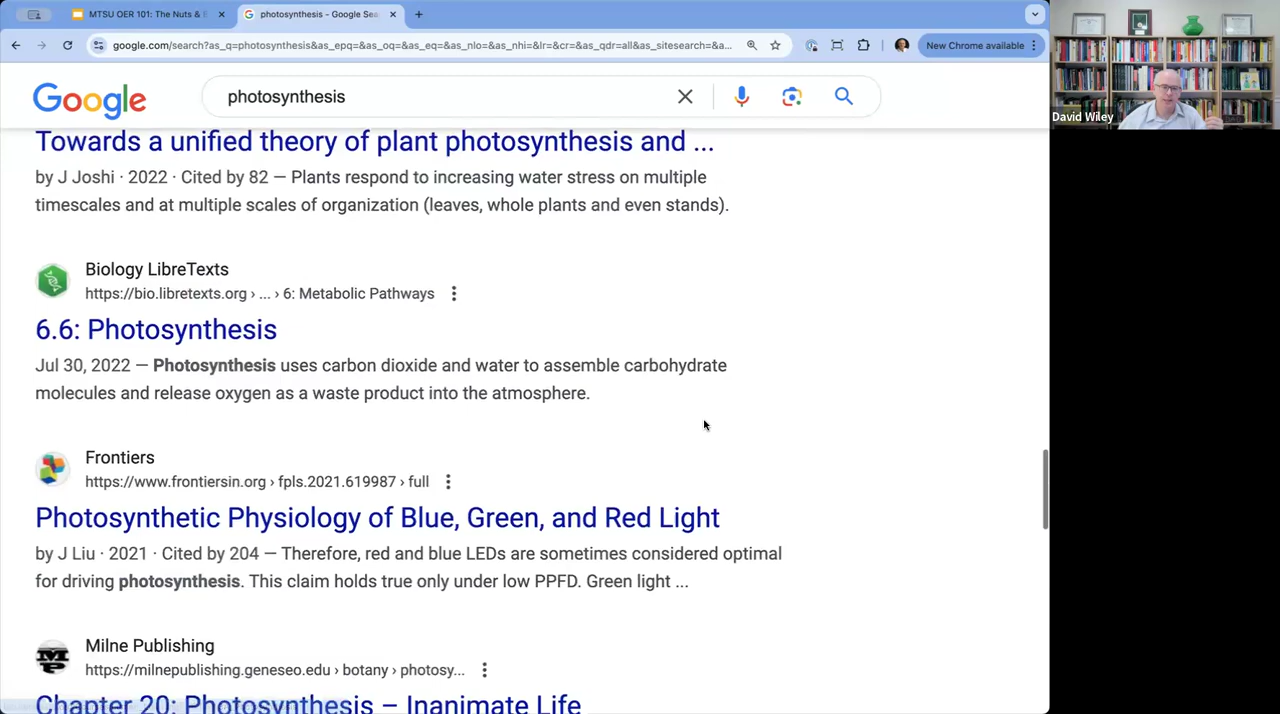 MTSU OER 101: The Nuts & B
photosynthesis - Google Sea
google.com/search?as_q=photosynthesis&as_epq=&as_oq=&as_eq=&as_nlo=&as_nhi=&lr=&cr=&as_qdr=all&as_sitesearch=&a...
New Chrome available
Google
photosynthesis
David Wiley
Towards a unified theory of plant photosynthesis and ...
by J Joshi · 2022 · Cited by 82 — Plants respond to increasing water stress on multiple
timescales and at multiple scales of organization (leaves, whole plants and even stands).
Biology LibreTexts
https://bio.libretexts.org › ... › 6: Metabolic Pathways
6.6: Photosynthesis
Jul 30, 2022 — Photosynthesis uses carbon dioxide and water to assemble carbohydrate
molecules and release oxygen as a waste product into the atmosphere.
Frontiers
https://www.frontiersin.org › fpls.2021.619987 › full
Photosynthetic Physiology of Blue, Green, and Red Light
by J Liu · 2021 · Cited by 204 — Therefore, red and blue LEDs are sometimes considered optimal
for driving photosynthesis. This claim holds true only under low PPFD. Green light ...
Milne Publishing
https://milnepublishing.geneseo.edu › botany › photosy...
Chapter 20: Photosynthesis – Inanimate Life